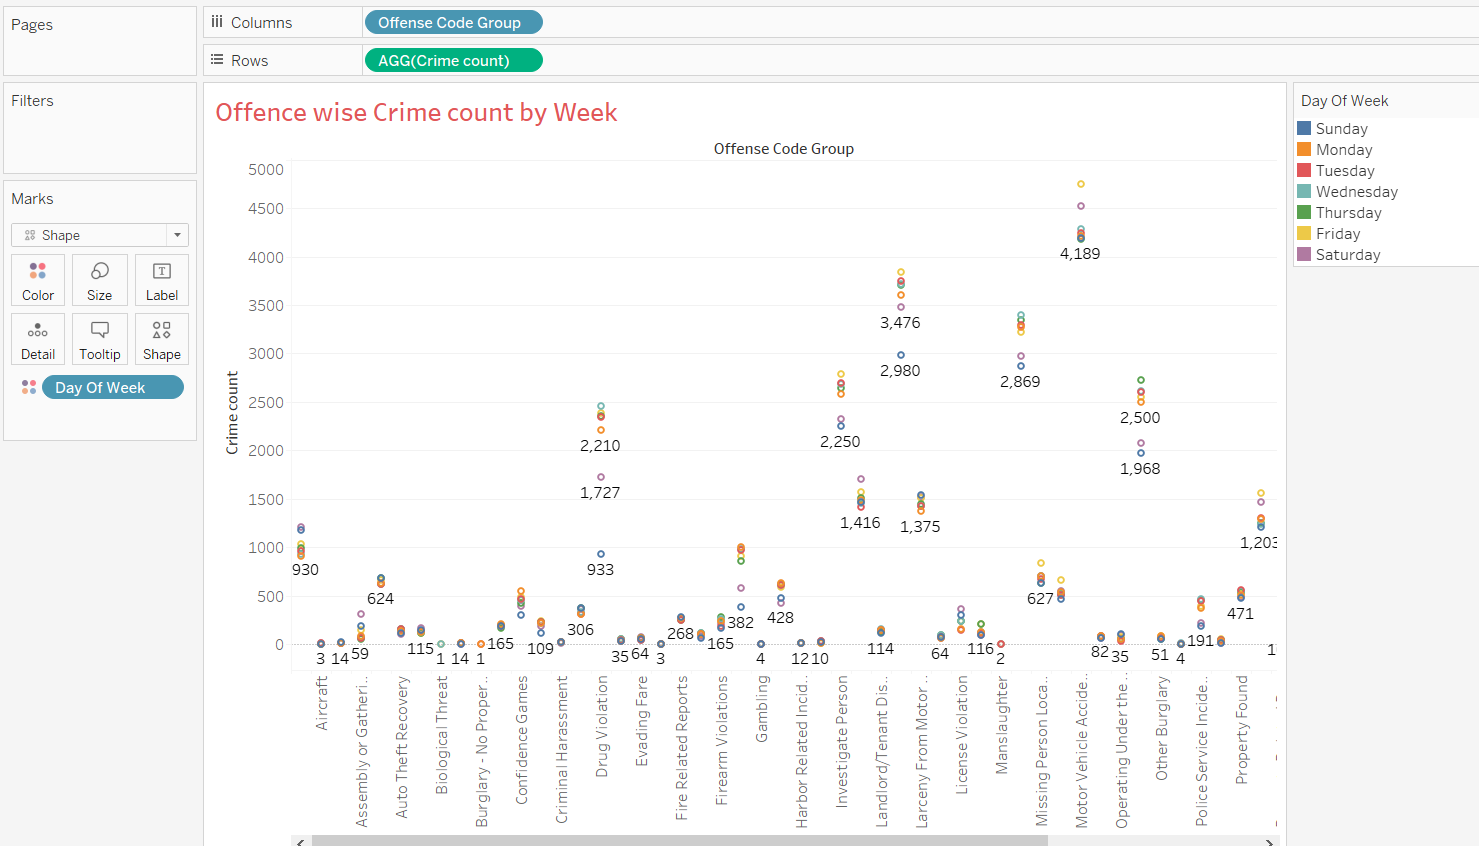 Pages
Columns
Offense Code Group
Rows
AGG(Crime count)
Filters
Marks
Shape
Color
Size
Label
Detail
Tooltip
Shape
Day Of Week
Offence wise Crime count by Week
Offense Code Group
Crime count
5000
4500
4000
3500
3000
2500
2000
1500
1000
500
0
930
3
14
59
624
115
1
14
1
165
109
306
2,210
1,727
933
35
64
3
268
165
382
4
428
12
10
2,250
1,416
114
3,476
2,980
1,375
64
116
2
2,869
627
4,189
82
35
2,500
1,968
51
4
191
471
1,203
Aircraft
Assembly or Gatheri..
Auto Theft Recovery
Biological Threat
Burglary - No Proper..
Confidence Games
Criminal Harassment
Drug Violation
Evading Fare
Fire Related Reports
Firearm Violations
Gambling
Harbor Related Incid..
Investigate Person
Landlord/Tenant Dis..
Larceny From Motor ..
License Violation
Manslaughter
Missing Person Loca..
Motor Vehicle Accide..
Operating Under the ..
Other Burglary
Police Service Incide..
Property Found
Day Of Week
Sunday
Monday
Tuesday
Wednesday
Thursday
Friday
Saturday